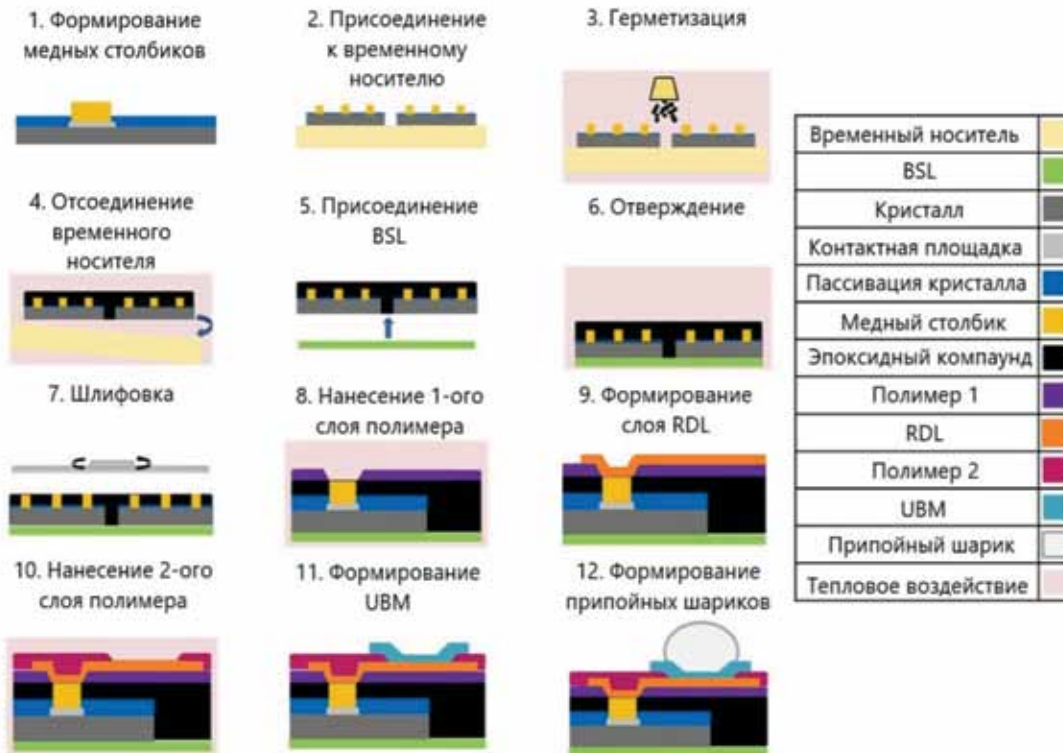 1. Формирование
медных столбиков
2. Присоединение
к временному
носителю
3. Герметизация
4. Отсоединение
временного
носителя
5. Присоединение
BSL
6. Отверждение
7. Шлифовка
8. Нанесение 1-ого
слоя полимера
9. Формирование
слоя RDL
10. Нанесение 2-ого
слоя полимера
11. Формирование
UBM
12. Формирование
припойных шариков
Временный носитель
BSL
Кристалл
Контактная площадка
Пассивация кристалла
Медный столбик
Эпоксидный компаунд
Полимер 1
RDL
Полимер 2
UBM
Припойный шарик
Тепловое воздействие